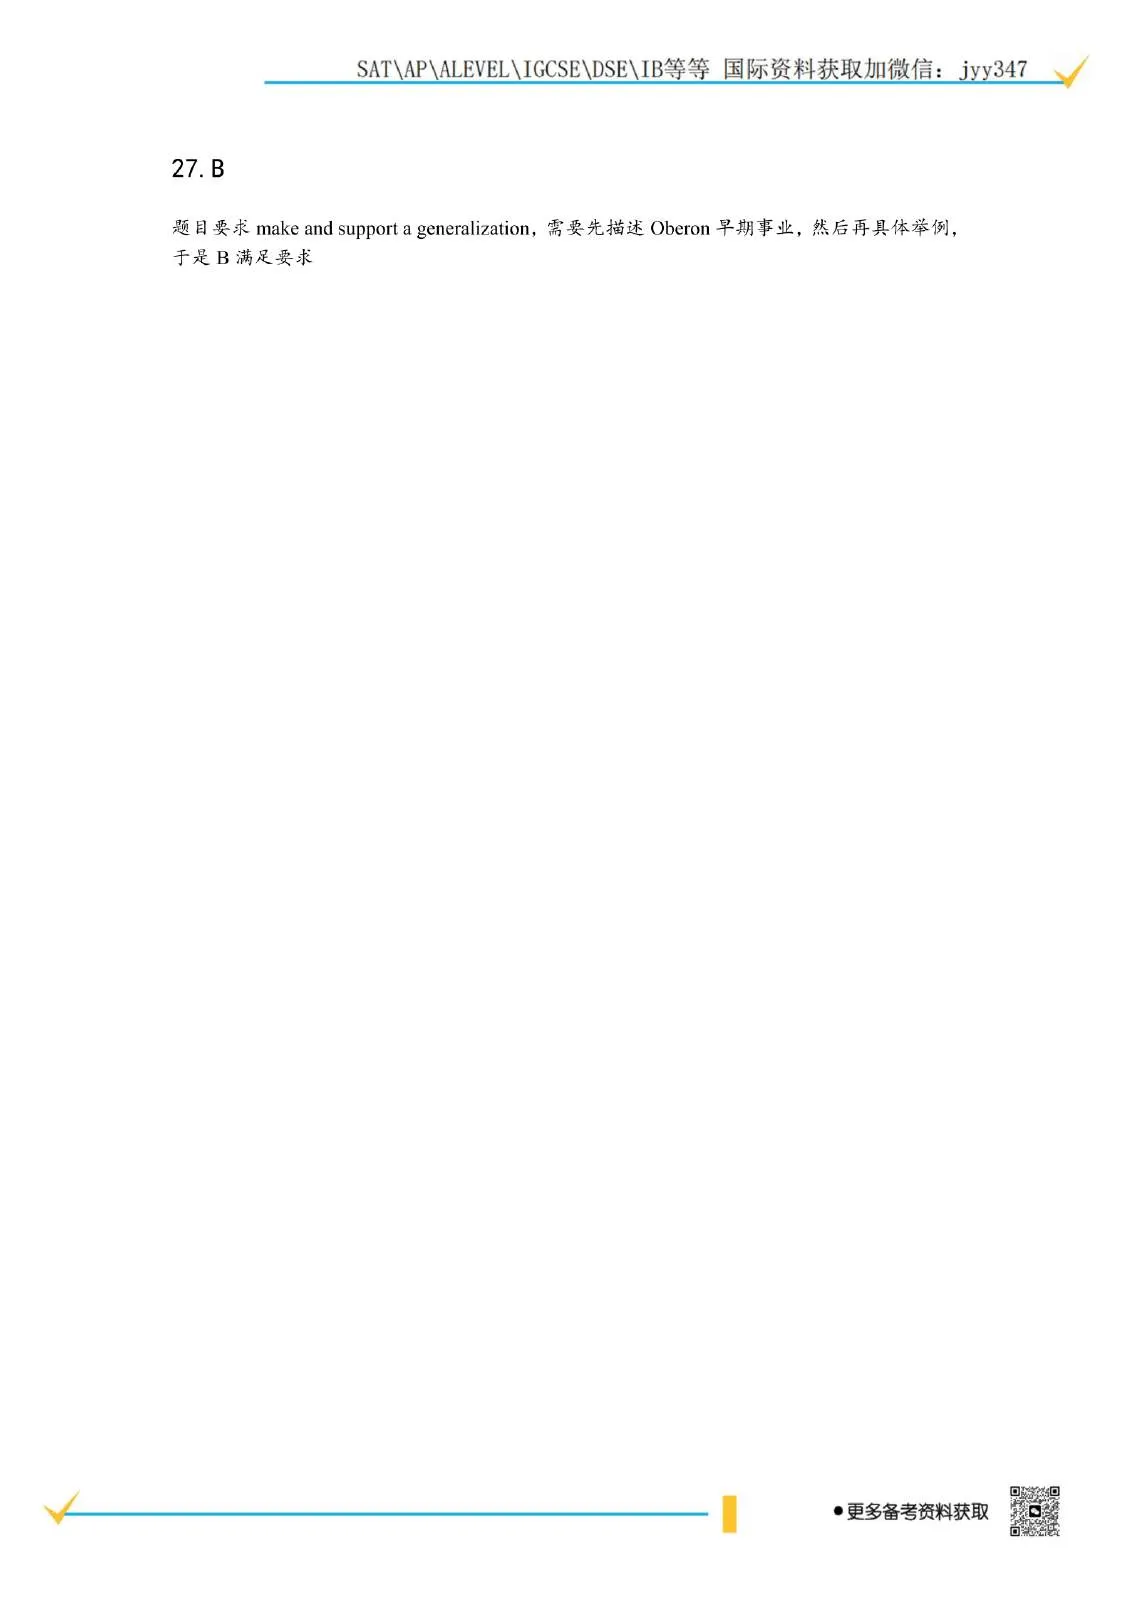 SAT\AP\ALEVEL\IGCSE\DSE\IB等等 国际资料获取加微信：jyy347
27. B
题目要求 make and support a generalization，需要先描述 Oberon 早期事业，然后再具体举例，
于是 B 满足要求
●更多备考资料获取